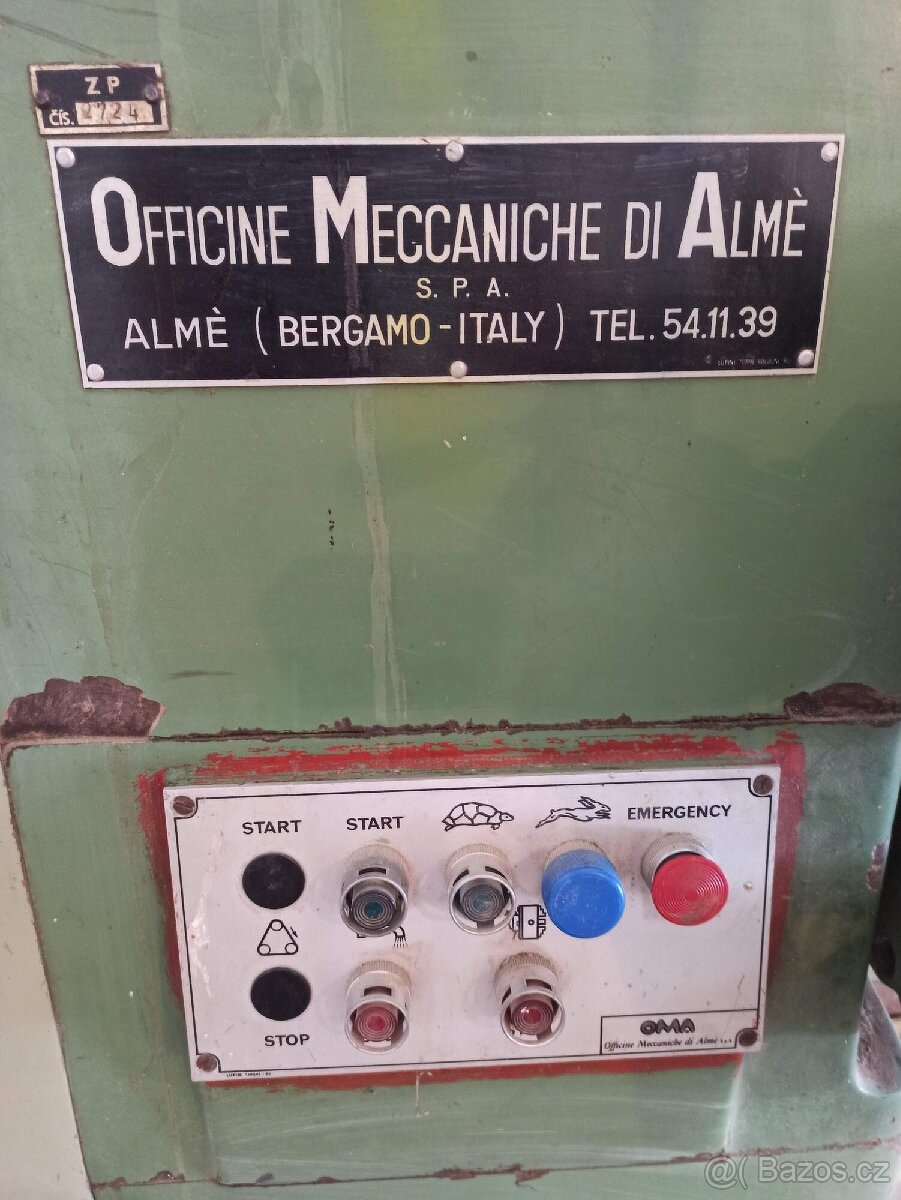 ZP
čís. 2724
OFFICINE MECCANICHE DI ALMÈ
S. P. A.
ALMÈ (BERGAMO - ITALY) TEL. 54.11.39
START START EMERGENCY
STOP
OMA
Officine Meccaniche di Almè S.p.A.
@( Bazos.cz